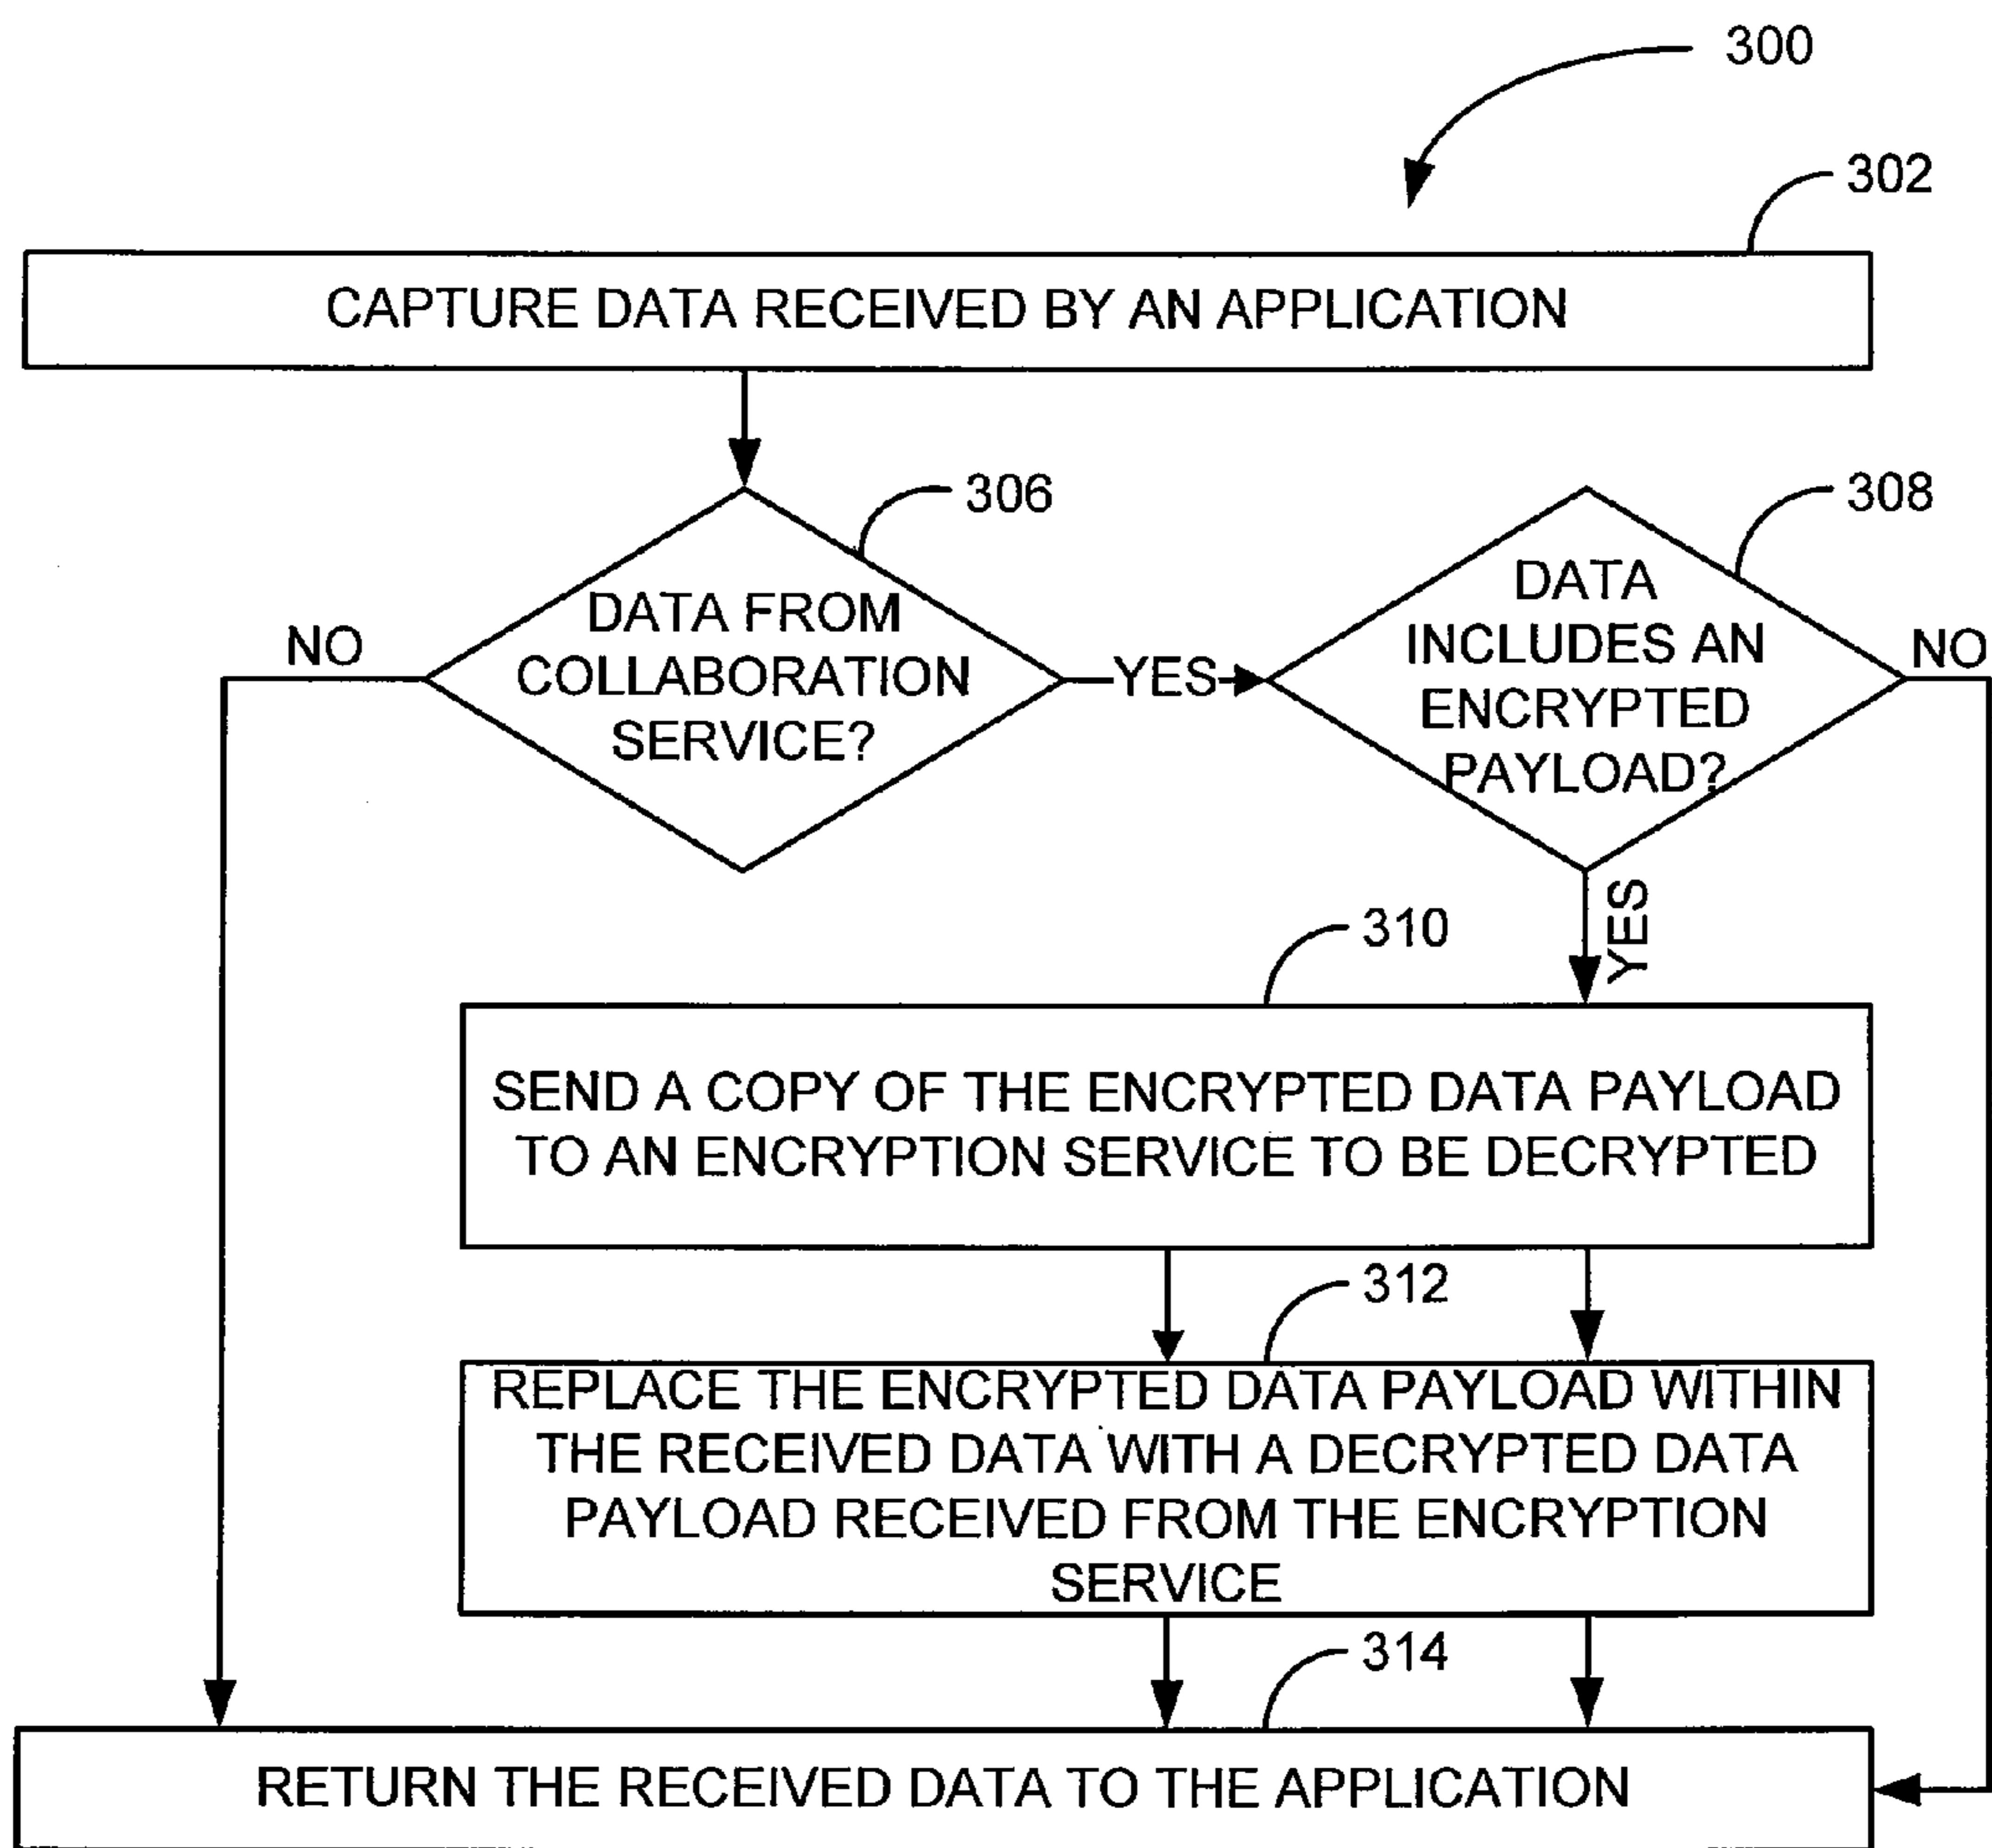 300
302
CAPTURE DATA RECEIVED BY AN APPLICATION
306
308
DATA FROM
COLLABORATION
SERVICE?
NO
YES
DATA
INCLUDES AN
ENCRYPTED
PAYLOAD?
NO
YES
310
SEND A COPY OF THE ENCRYPTED DATA PAYLOAD
TO AN ENCRYPTION SERVICE TO BE DECRYPTED
312
REPLACE THE ENCRYPTED DATA PAYLOAD WITHIN
THE RECEIVED DATA WITH A DECRYPTED DATA
PAYLOAD RECEIVED FROM THE ENCRYPTION
SERVICE
314
RETURN THE RECEIVED DATA TO THE APPLICATION